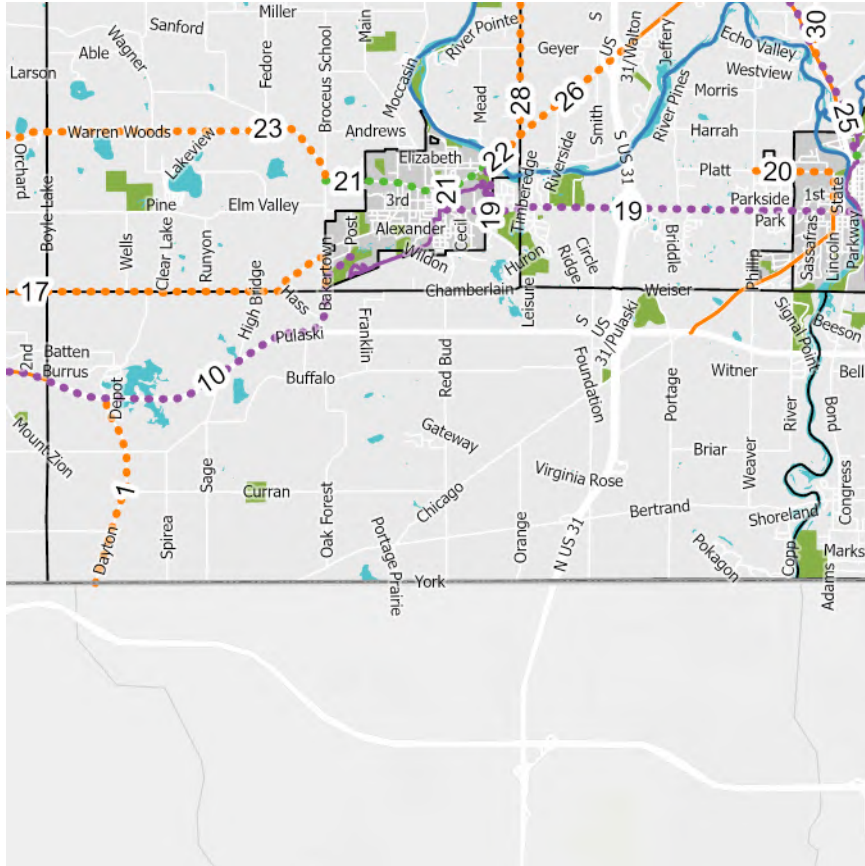 Miller
Sanford
Wagner
Able
Larson
Fedore
Broceus School
Main
River Pointe
Moccasin
Mead
Geyer
S
US
31/Walton
Jeffery
Echo Valley
30
Westview
River Pines
Morris
28
26
Smith
S US 31
Harrah
25
Warren Woods
23
Andrews
Orchard
Lakeview
Elizabeth
22
Timberedge
Riverside
Platt
20
21
21
3rd
1st
State
Parkway
Boyle-Lake
Pine
Elm Valley
19
19
Parkside
Park
Post
Alexander
Cecil
Wells
Clear Lake
Runyon
Bakertown
Wildon
Huron
Circle
Ridge
Bridle
Phillip
Sassafras
Lincoln
High Bridge
17
Hass
Chamberlain
Leisure
Weiser
Signal Point
Beeson
Franklin
Pulaski
S
US
31/Pulaski
2nd
Batten
Burrus
10
Depot
Buffalo
Red Bud
Foundation
Portage
Witner
Bell
River
Bond
Mount Zion
Gateway
Briar
Weaver
1
Sage
Curran
Virginia Rose
Chicago
Congress
Bertrand
Shoreland
Dayton
Spirea
Oak Forest
Portage Prairie
Orange
N US 31
Pokagon
Copp
Adams
Marks
York